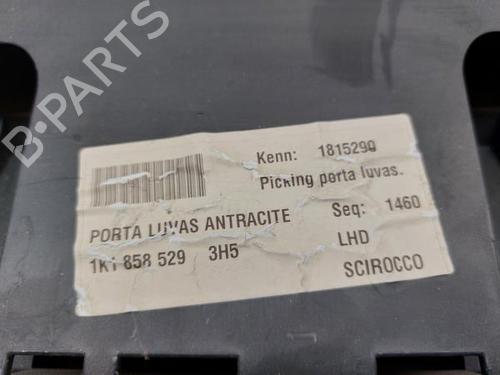 B-PARTS
Kenn: 1815290
Picking porta luvas.
PORTA LUVAS ANTRACITE
Seq: 1460
1K1 858 529 3H5
LHD
SCIROCCO